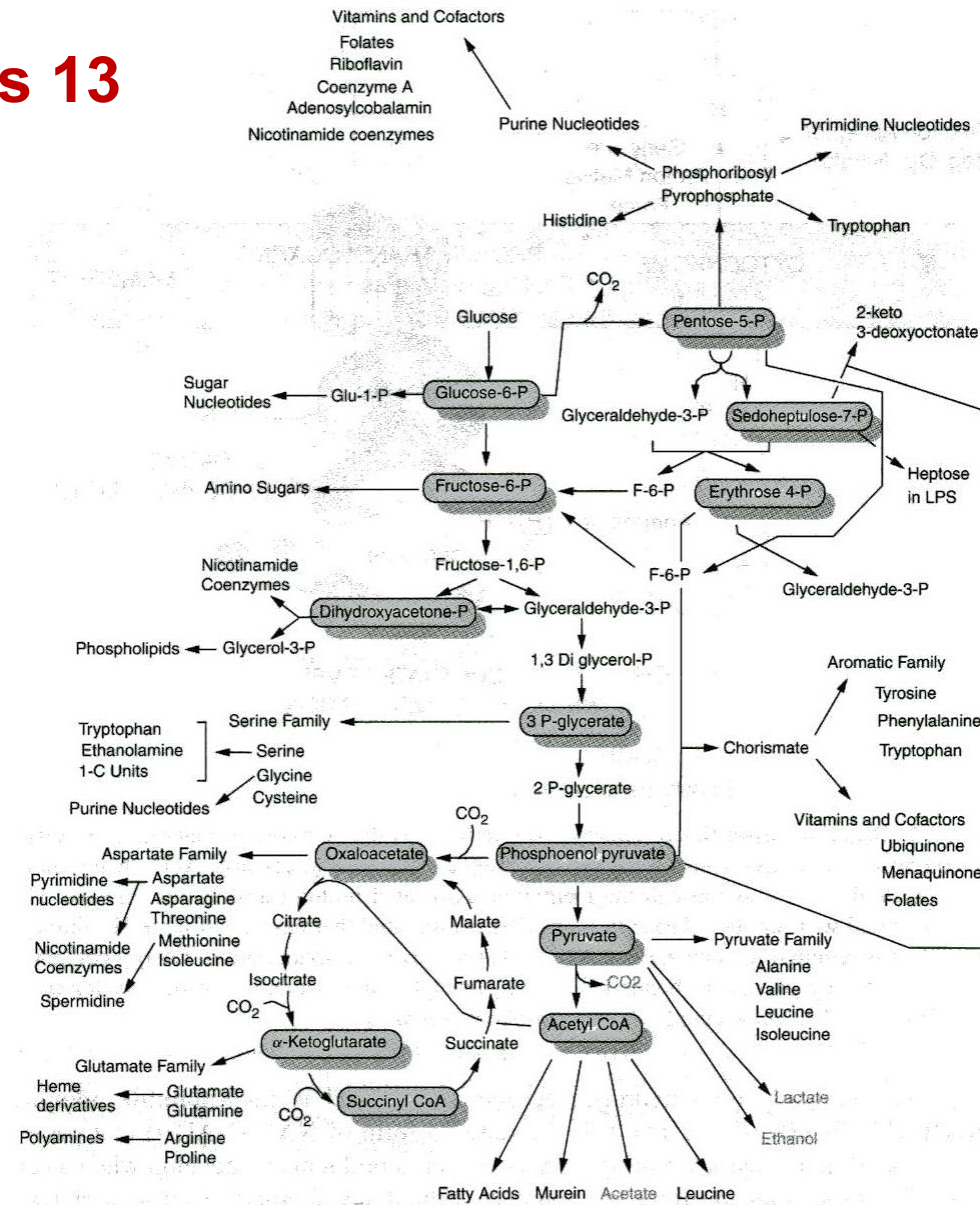 s 13
Vitamins and Cofactors
Folates
Riboflavin
Coenzyme A
Adenosylcobalamin
Nicotinamide coenzymes
Purine Nucleotides
Pyrimidine Nucleotides
Phosphoribosyl
Pyrophosphate
Histidine
Tryptophan
CO2
Glucose
Pentose-5-P
2-keto
3-deoxyoctonate
Sugar
Nucleotides
Glu-1-P
Glucose-6-P
Glyceraldehyde-3-P
Sedoheptulose-7-P
Heptose
in LPS
Amino Sugars
Fructose-6-P
F-6-P
Erythrose 4-P
Nicotinamide
Coenzymes
Fructose-1,6-P
F-6-P
Glyceraldehyde-3-P
Dihydroxyacetone-P
Glyceraldehyde-3-P
Phospholipids
Glycerol-3-P
1,3 Di glycerol-P
Aromatic Family
Tyrosine
Phenylalanine
Tryptophan
Tryptophan
Ethanolamine
1-C Units
Serine Family
Serine
Glycine
Cysteine
Purine Nucleotides
3 P-glycerate
Chorismate
2 P-glycerate
Vitamins and Cofactors
Ubiquinone
Menaquinone
Folates
CO2
Aspartate Family
Oxaloacetate
Phosphoenol pyruvate
Pyrimidine
nucleotides
Aspartate
Asparagine
Threonine
Methionine
Isoleucine
Nicotinamide
Coenzymes
Spermidine
Citrate
Malate
Pyruvate
Pyruvate Family
Alanine
Valine
Leucine
Isoleucine
CO2
Isocitrate
Fumarate
CO2
Acetyl CoA
α-Ketoglutarate
Succinate
Glutamate Family
Heme
derivatives
Glutamate
Glutamine
CO2
Succinyl CoA
Lactate
Polyamines
Arginine
Proline
Ethanol
Fatty Acids
Murein
Acetate
Leucine